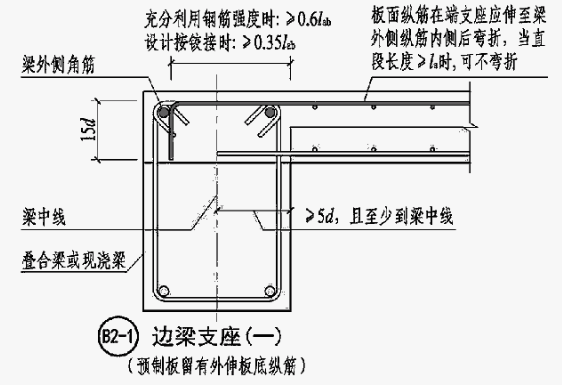 充分利用钢筋强度时:≥0.6lab
设计按铰接时:≥0.35lab
板面纵筋在端支座应伸至梁
外侧纵筋内侧后弯折，当直
段长度≥la时,可不弯折
梁外侧角筋
15d
梁中线
≥5d，且至少到梁中线
叠合梁或现浇梁
B2-1 边梁支座(一)
(预制板留有外伸板底纵筋)